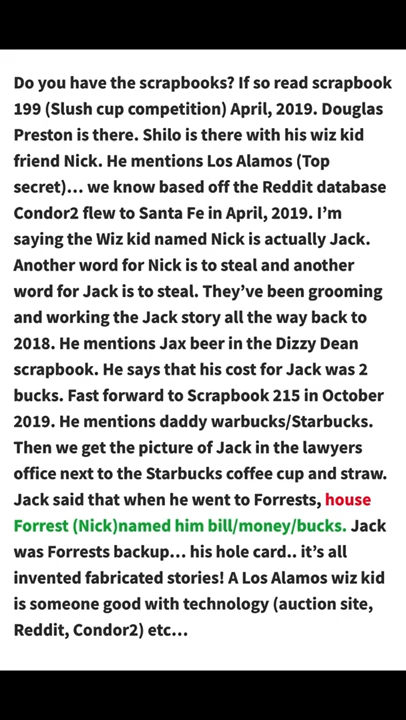 Do you have the scrapbooks? If so read scrapbook
199 (Slush cup competition) April, 2019. Douglas
Preston is there. Shilo is there with his wiz kid
friend Nick. He mentions Los Alamos (Top
secret)... we know based off the Reddit database
Condor2 flew to Santa Fe in April, 2019. I'm
saying the Wiz kid named Nick is actually Jack.
Another word for Nick is to steal and another
word for Jack is to steal. They've been grooming
and working the Jack story all the way back to
2018. He mentions Jax beer in the Dizzy Dean
scrapbook. He says that his cost for Jack was 2
bucks. Fast forward to Scrapbook 215 in October
2019. He mentions daddy warbucks/Starbucks.
Then we get the picture of Jack in the lawyers
office next to the Starbucks coffee cup and straw.
Jack said that when he went to Forrests, house
Forrest (Nick)named him bill/money/bucks. Jack
was Forrests backup... his hole card.. it's all
invented fabricated stories! A Los Alamos wiz kid
is someone good with technology (auction site,
Reddit, Condor2) etc...